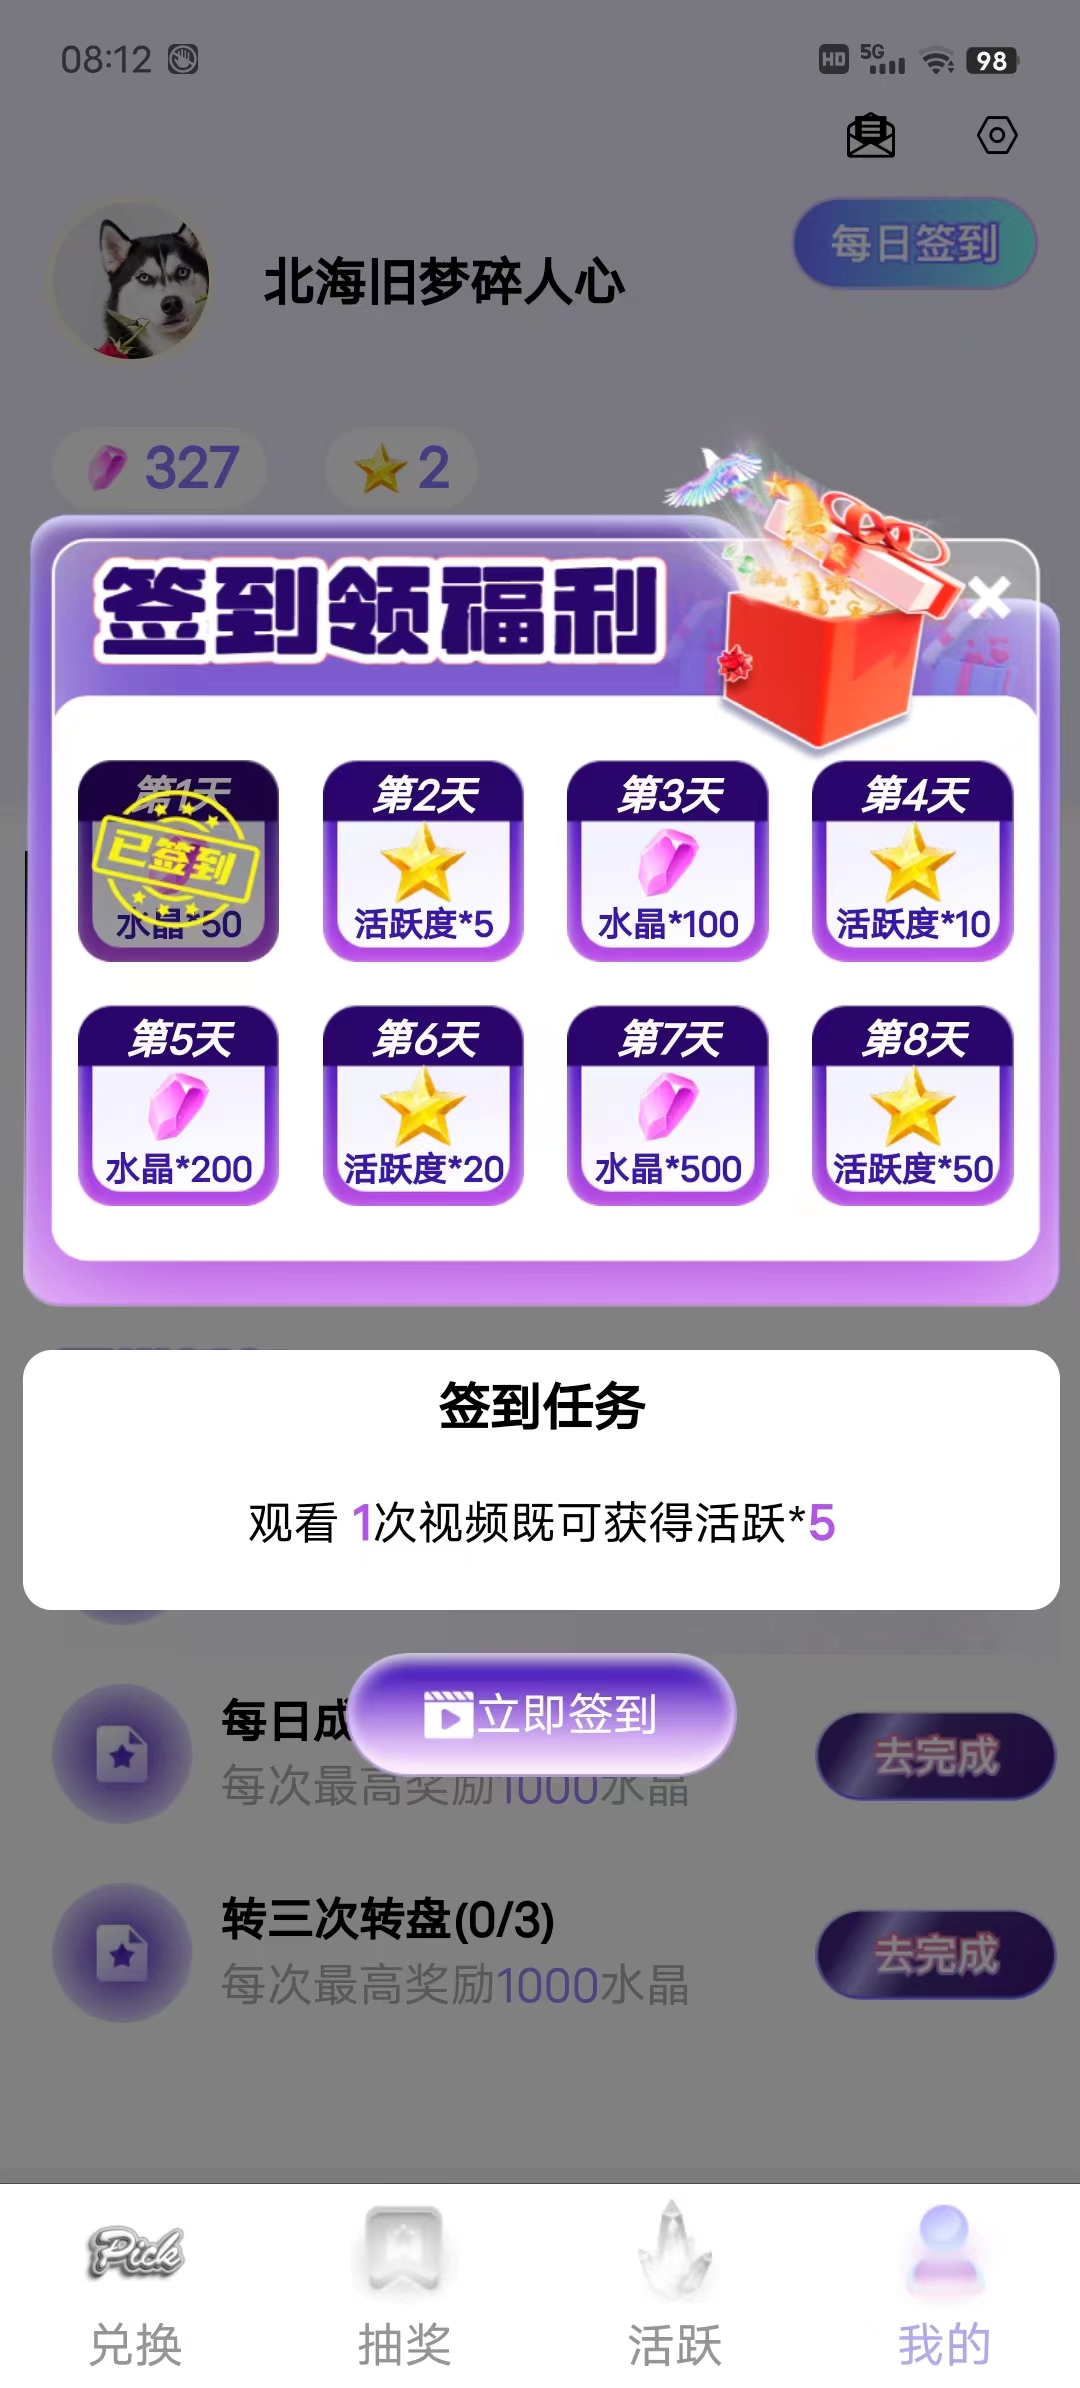 08:12
HD 5G 98
每日签到
北海旧梦碎人心
327 2
签到领福利
第1天 第2天 第3天 第4天
已签到
水晶*50 活跃度*5 水晶*100 活跃度*10
第5天 第6天 第7天 第8天
水晶*200 活跃度*20 水晶*500 活跃度*50
签到任务
观看 1次视频既可获得活跃*5
立即签到
每日成
每次最高奖励1000水晶
去完成
转三次转盘(0/3)
每次最高奖励1000水晶
去完成
Pick
兑换 抽奖 活跃 我的